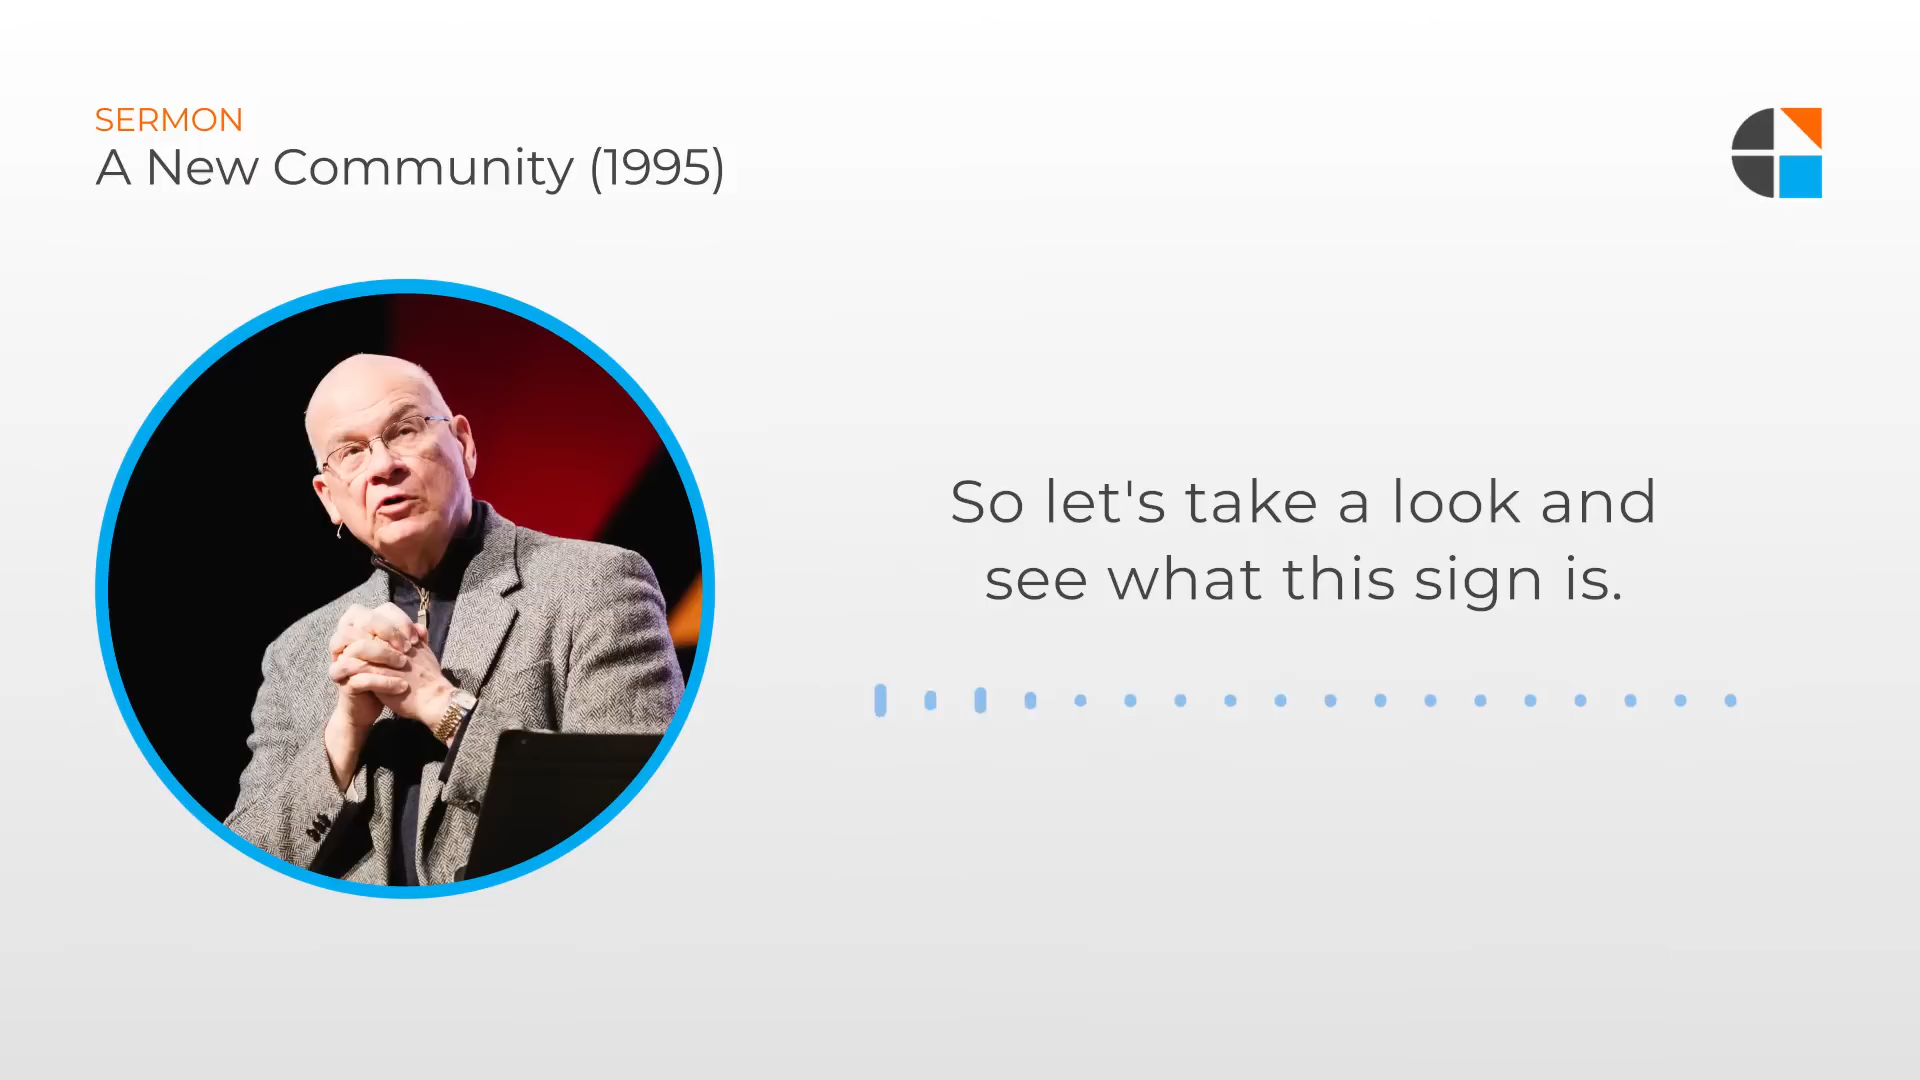 SERMON
A New Community (1995)
So let's take a look and
see what this sign is.